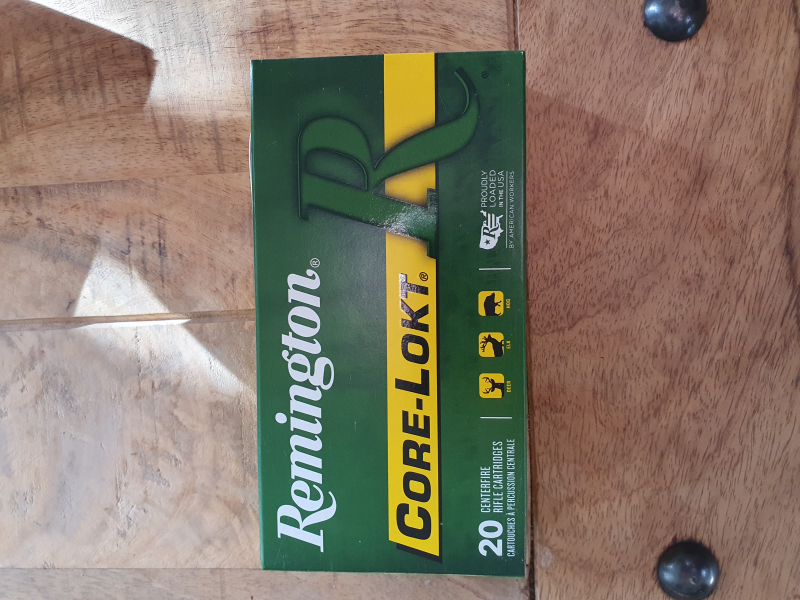 Remington®
R
CORE-LOKT®
20 CENTERFIRE
RIFLE CARTRIDGES
CARTOUCHES À PERCUSSION CENTRALE
DEER
ELK
HOG
R
PROUDLY
LOADED
IN THE USA
BY AMERICAN WORKERS